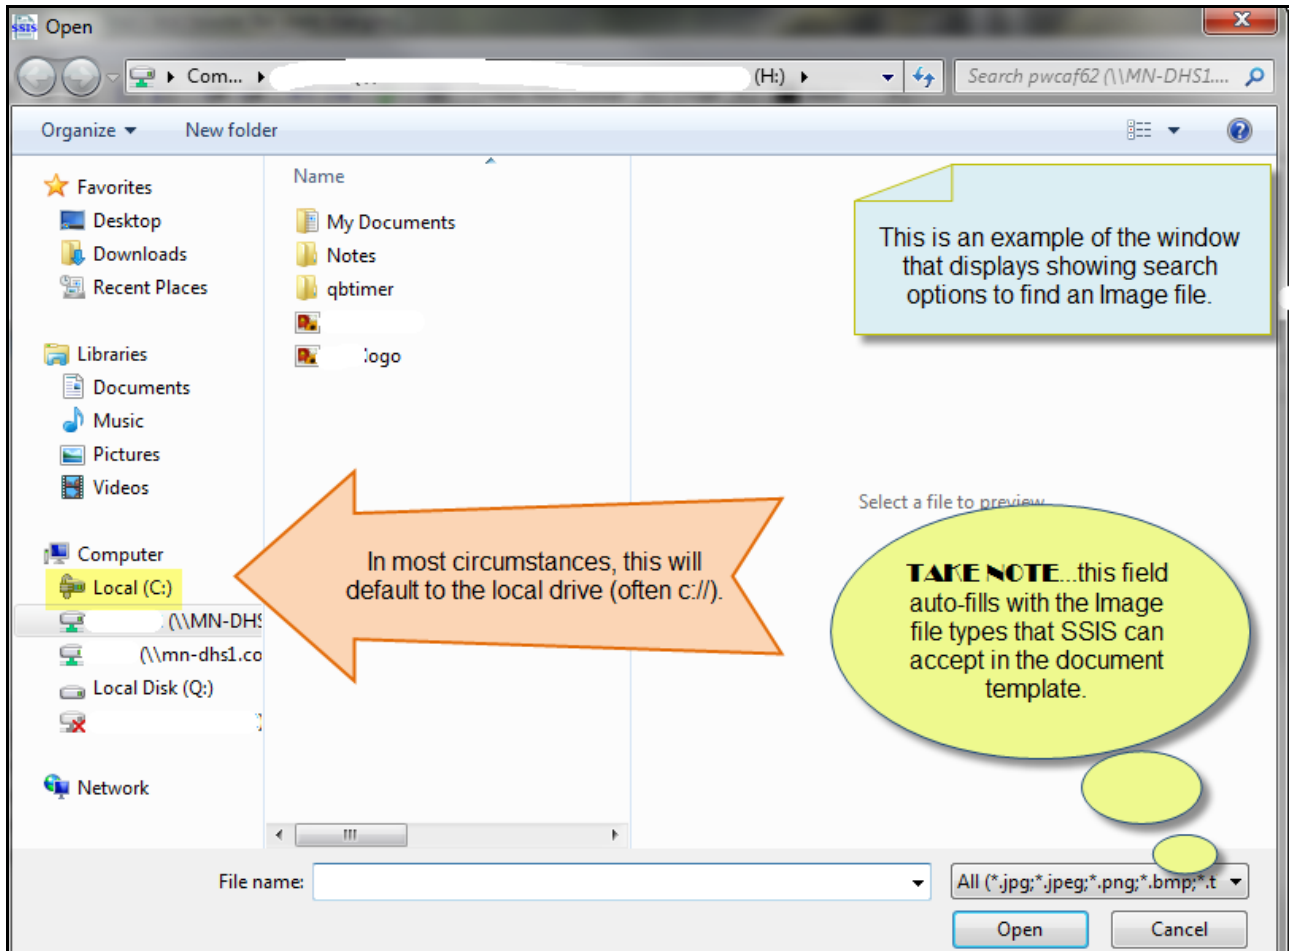 SSIS Open
Com... (H:)
Search pwcaf62 (\\MN-DHS1....
Organize New folder
Favorites
Desktop
Downloads
Recent Places
Libraries
Documents
Music
Pictures
Videos
Computer
Local (C:)
(\\MN-DHS
(\\mn-dhs1.co
Local Disk (Q:)
Network
Name
My Documents
Notes
qbtimer
logo
This is an example of the window
that displays showing search
options to find an Image file.
In most circumstances, this will
default to the local drive (often c://).
Select a file to preview.
TAKE NOTE...this field
auto-fills with the Image
file types that SSIS can
accept in the document
template.
File name:
All (*.jpg;*.jpeg;*.png;*.bmp;*.t
Open Cancel